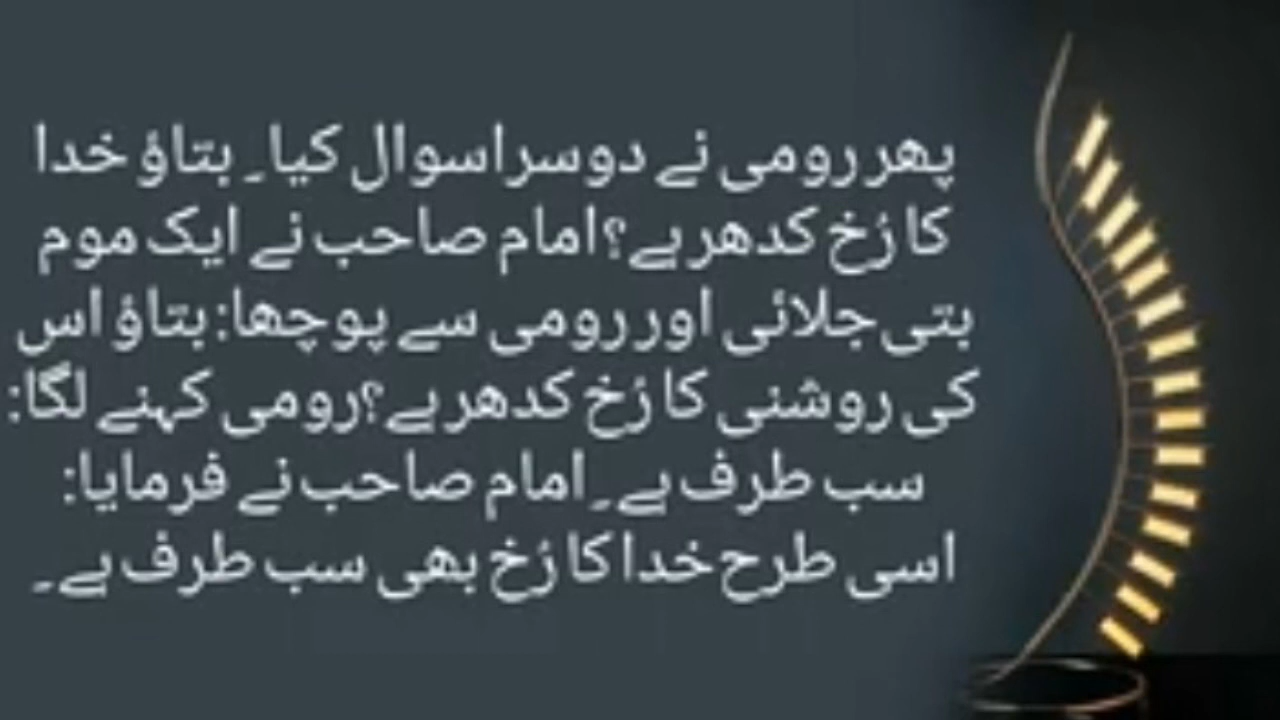 پھر رومی نے دوسرا سوال کیا۔ بتاؤ خدا
کا رُخ کدھر ہے؟ امام صاحب نے ایک موم
بتی جلائی اور رومی سے پوچھا: بتاؤ اس
کی روشنی کا رُخ کدھر ہے؟ رومی کہنے لگا:
سب طرف ہے۔ امام صاحب نے فرمایا:
اسی طرح خدا کا رُخ بھی سب طرف ہے۔